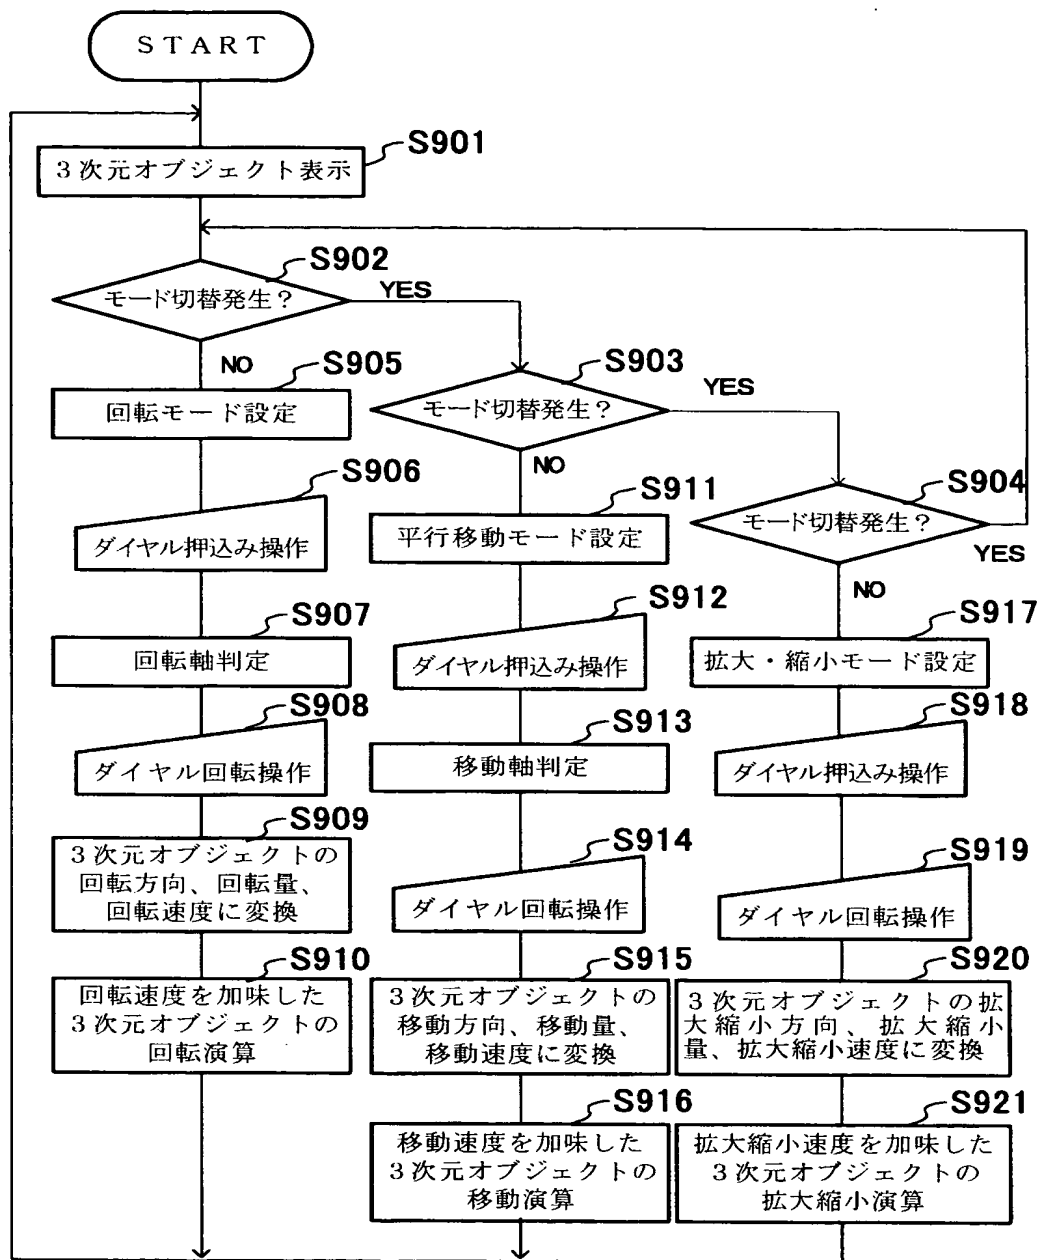 START
S901
3次元オブジェクト表示
S902
モード切替発生?
YES
NO
S903
モード切替発生?
YES
NO
S904
モード切替発生?
YES
NO
S905
回転モード設定
S906
ダイヤル押込み操作
S907
回転軸判定
S908
ダイヤル回転操作
S909
3次元オブジェクトの
回転方向、回転量、
回転速度に変換
S910
回転速度を加味した
3次元オブジェクトの
回転演算
S911
平行移動モード設定
S912
ダイヤル押込み操作
S913
移動軸判定
S914
ダイヤル回転操作
S915
3次元オブジェクトの
移動方向、移動量、
移動速度に変換
S916
移動速度を加味した
3次元オブジェクトの
移動演算
S917
拡大・縮小モード設定
S918
ダイヤル押込み操作
S919
ダイヤル回転操作
S920
3次元オブジェクトの拡
大縮小方向、拡大縮小
量、拡大縮小速度に変換
S921
拡大縮小速度を加味した
3次元オブジェクトの
拡大縮小演算